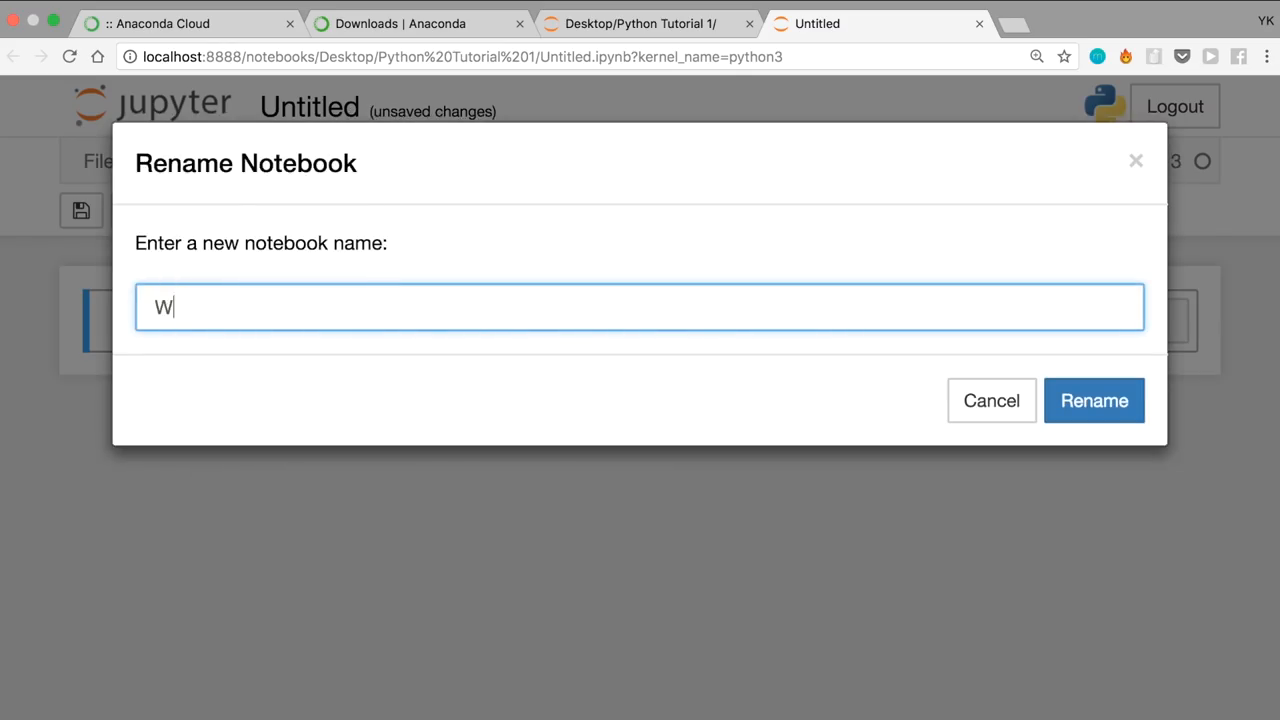 :: Anaconda Cloud
Downloads | Anaconda
Desktop/Python Tutorial 1/
Untitled
YK
localhost:8888/notebooks/Desktop/Python%20Tutorial%201/Untitled.ipynb?kernel_name=python3
jupyter Untitled (unsaved changes)
Logout
File
3
Rename Notebook
×
Enter a new notebook name:
W
Cancel
Rename